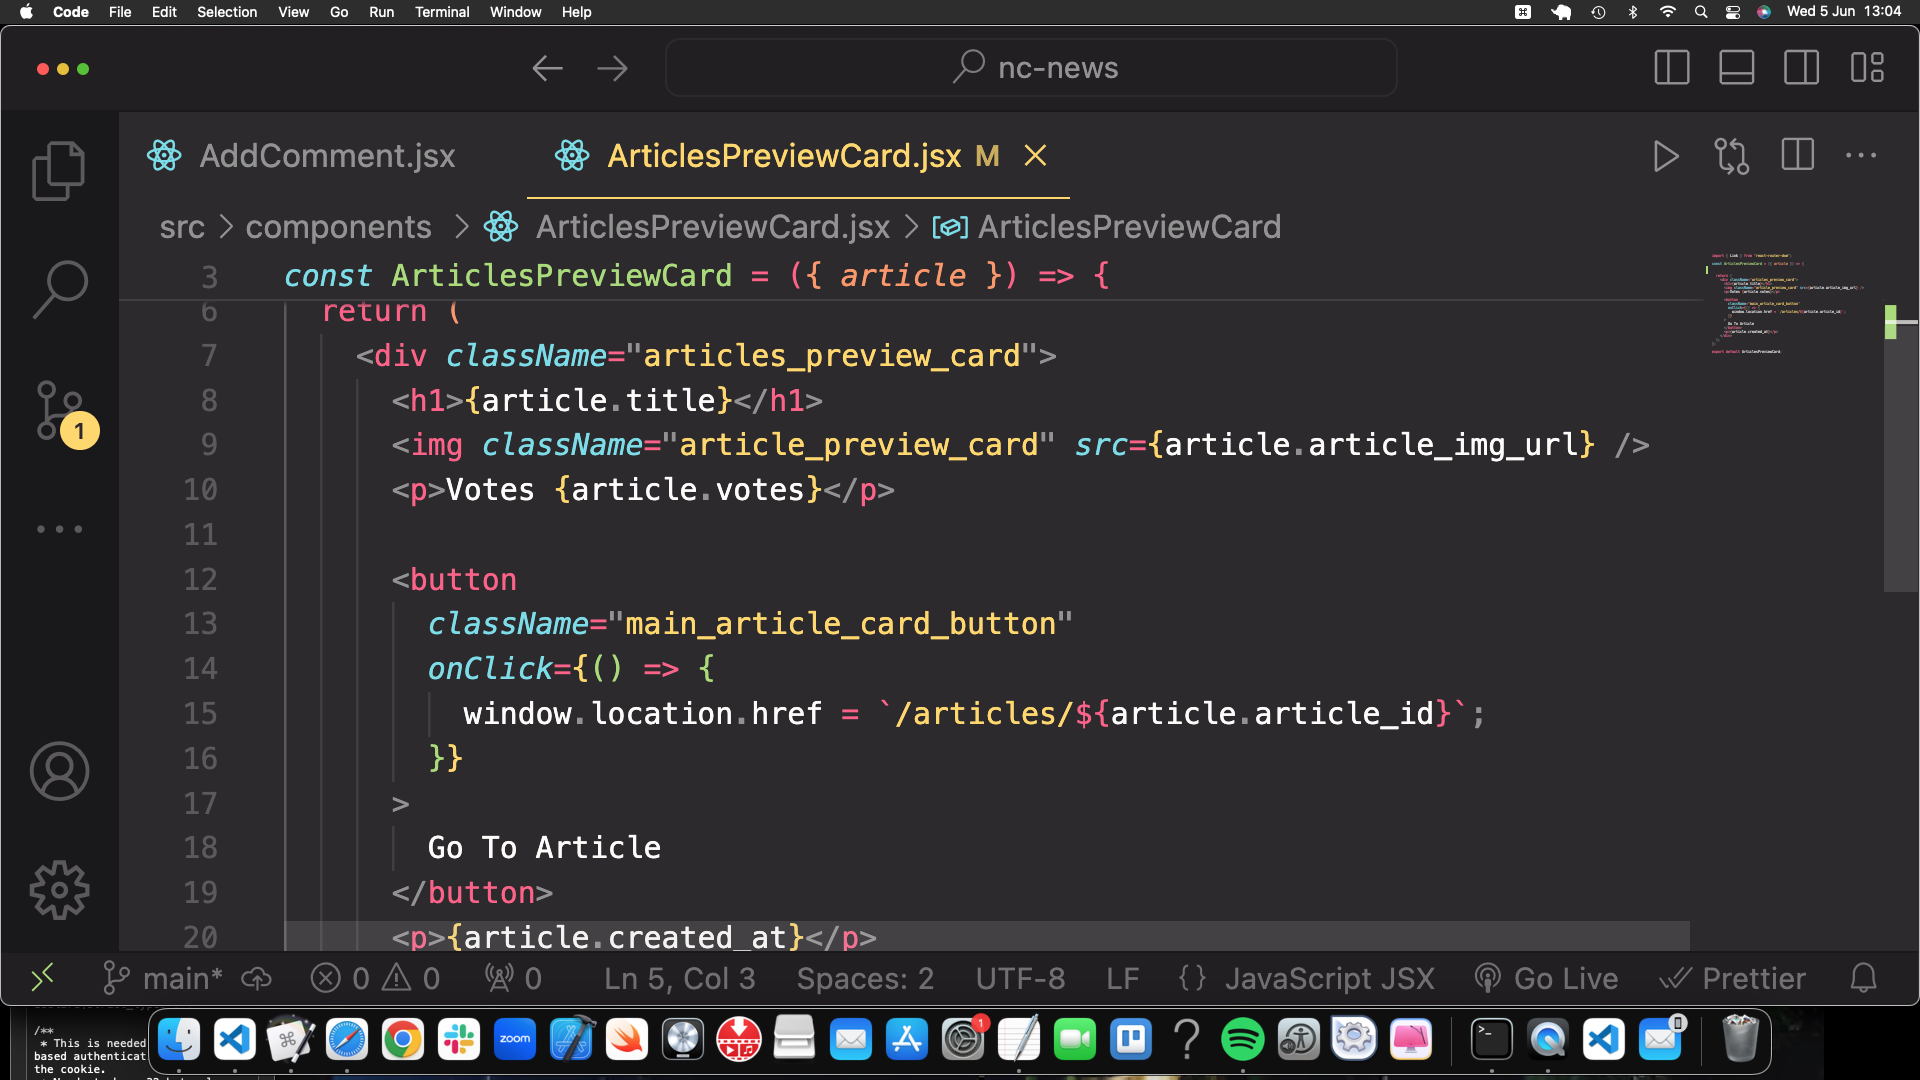 Code File Edit Selection View Go Run Terminal Window Help
Wed 5 Jun 13:04
nc-news
AddComment.jsx
ArticlesPreviewCard.jsx M
src > components > ArticlesPreviewCard.jsx > ArticlesPreviewCard
3 const ArticlesPreviewCard = ({ article }) => {
6 return (
7 <div className="articles_preview_card">
8 <h1>{article.title}</h1>
9 <img className="article_preview_card" src={article.article_img_url} />
10 <p>Votes {article.votes}</p>
11
12 <button
13 className="main_article_card_button"
14 onClick={() => {
15 window.location.href = `/articles/${article.article_id}`;
16 }}
17 >
18 Go To Article
19 </button>
20 <p>{article.created_at}</p>
1
main* 0 0 0 Ln 5, Col 3 Spaces: 2 UTF-8 LF {} JavaScript JSX Go Live Prettier
/**
* This is needed
based authenticat
the cookie.
zoom
1